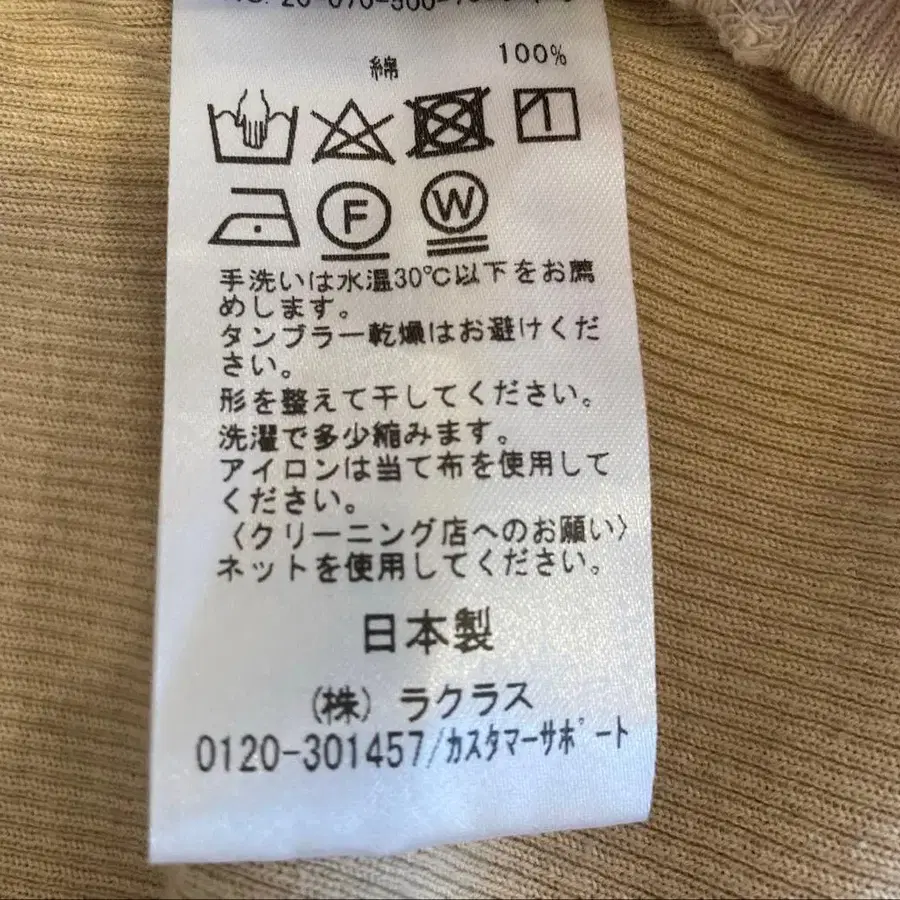 綿 100%
F W
手洗いは水温30℃以下をお薦
めします。
タンブラー乾燥はお避けくだ
さい。
形を整えて干してください。
洗濯で多少縮みます。
アイロンは当て布を使用して
ください。
〈クリーニング店へのお願い〉
ネットを使用してください。
日本製
(株) ラクラス
0120-301457/カスタマーサポート